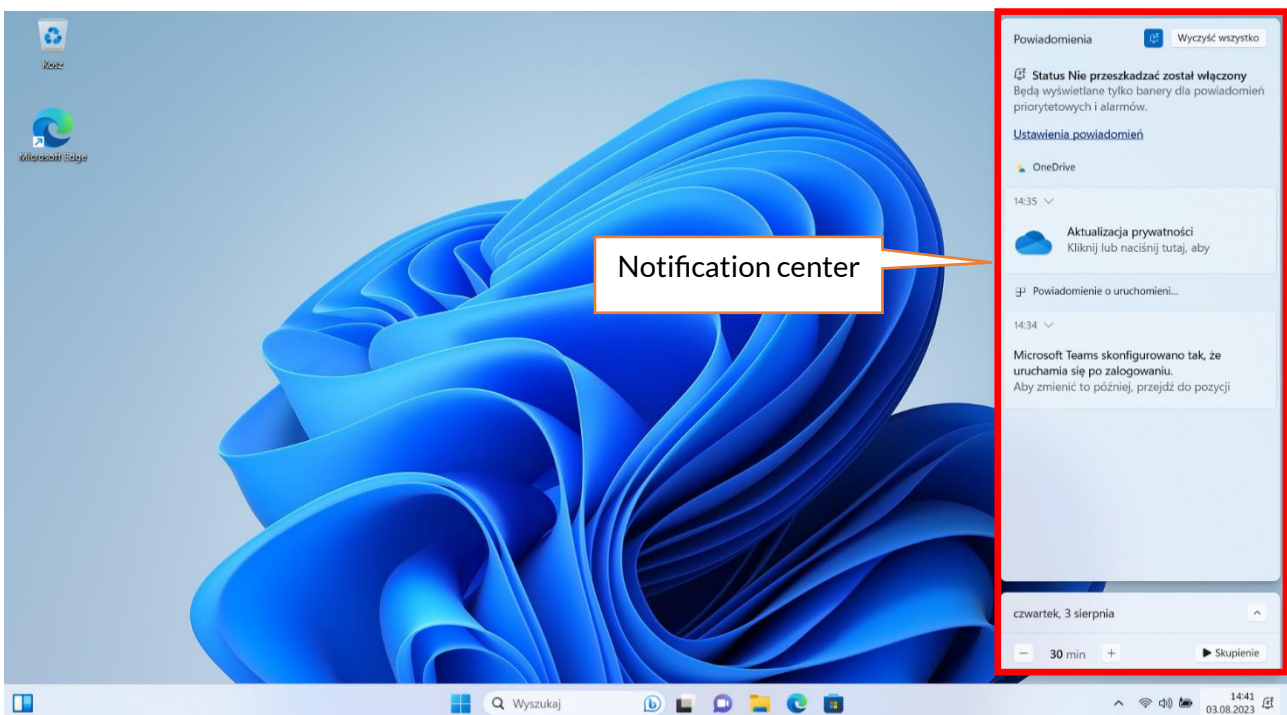 Kosz
Microsoft Edge
Notification center
Powiadomienia
Wyczyść wszystko
Status Nie przeszkadzać został włączony
Będą wyświetlane tylko banery dla powiadomień
priorytetowych i alarmów.
Ustawienia powiadomień
OneDrive
14:35
Aktualizacja prywatności
Kliknij lub naciśnij tutaj, aby
Powiadomienie o uruchomieni...
14:34
Microsoft Teams skonfigurowano tak, że
uruchamia się po zalogowaniu.
Aby zmienić to później, przejdź do pozycji
czwartek, 3 sierpnia
30 min
Skupienie
Wyszukaj
14:41
03.08.2023